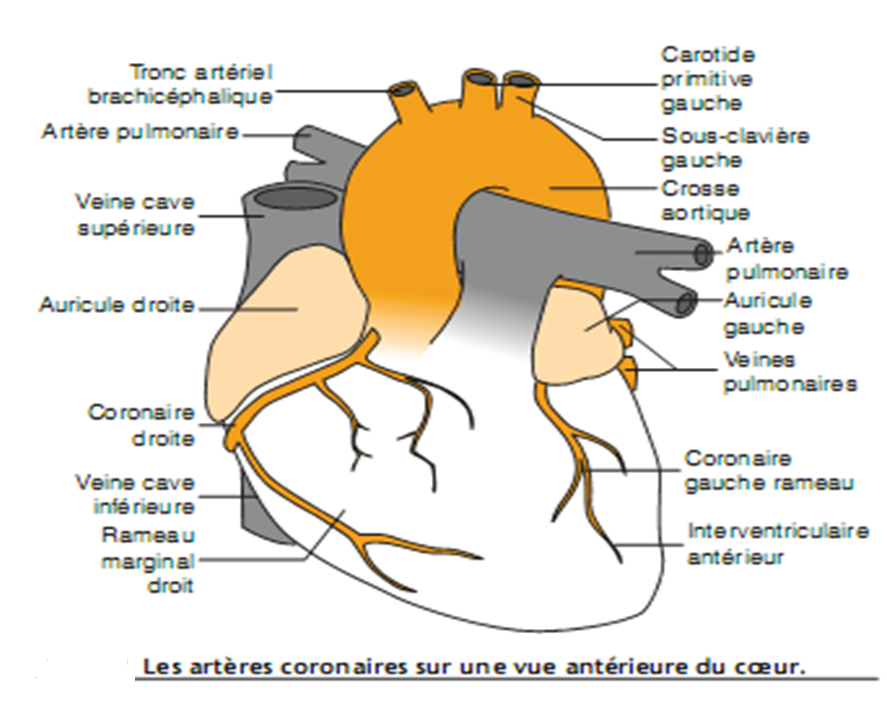 Tronc artériel
brachicéphalique
Artère pulmonaire
Veine cave
supérieure
Auricule droite
Coronaire
droite
Veine cave
inférieure
Rameau
marginal
droit
Carotide
primitive
gauche
Sous-clavière
gauche
Crosse
aortique
Artère
pulmonaire
Auricule
gauche
Veines
pulmonaires
Coronaire
gauche rameau
Interventriculaire
antérieur
Les artères coronaires sur une vue antérieure du cœur.